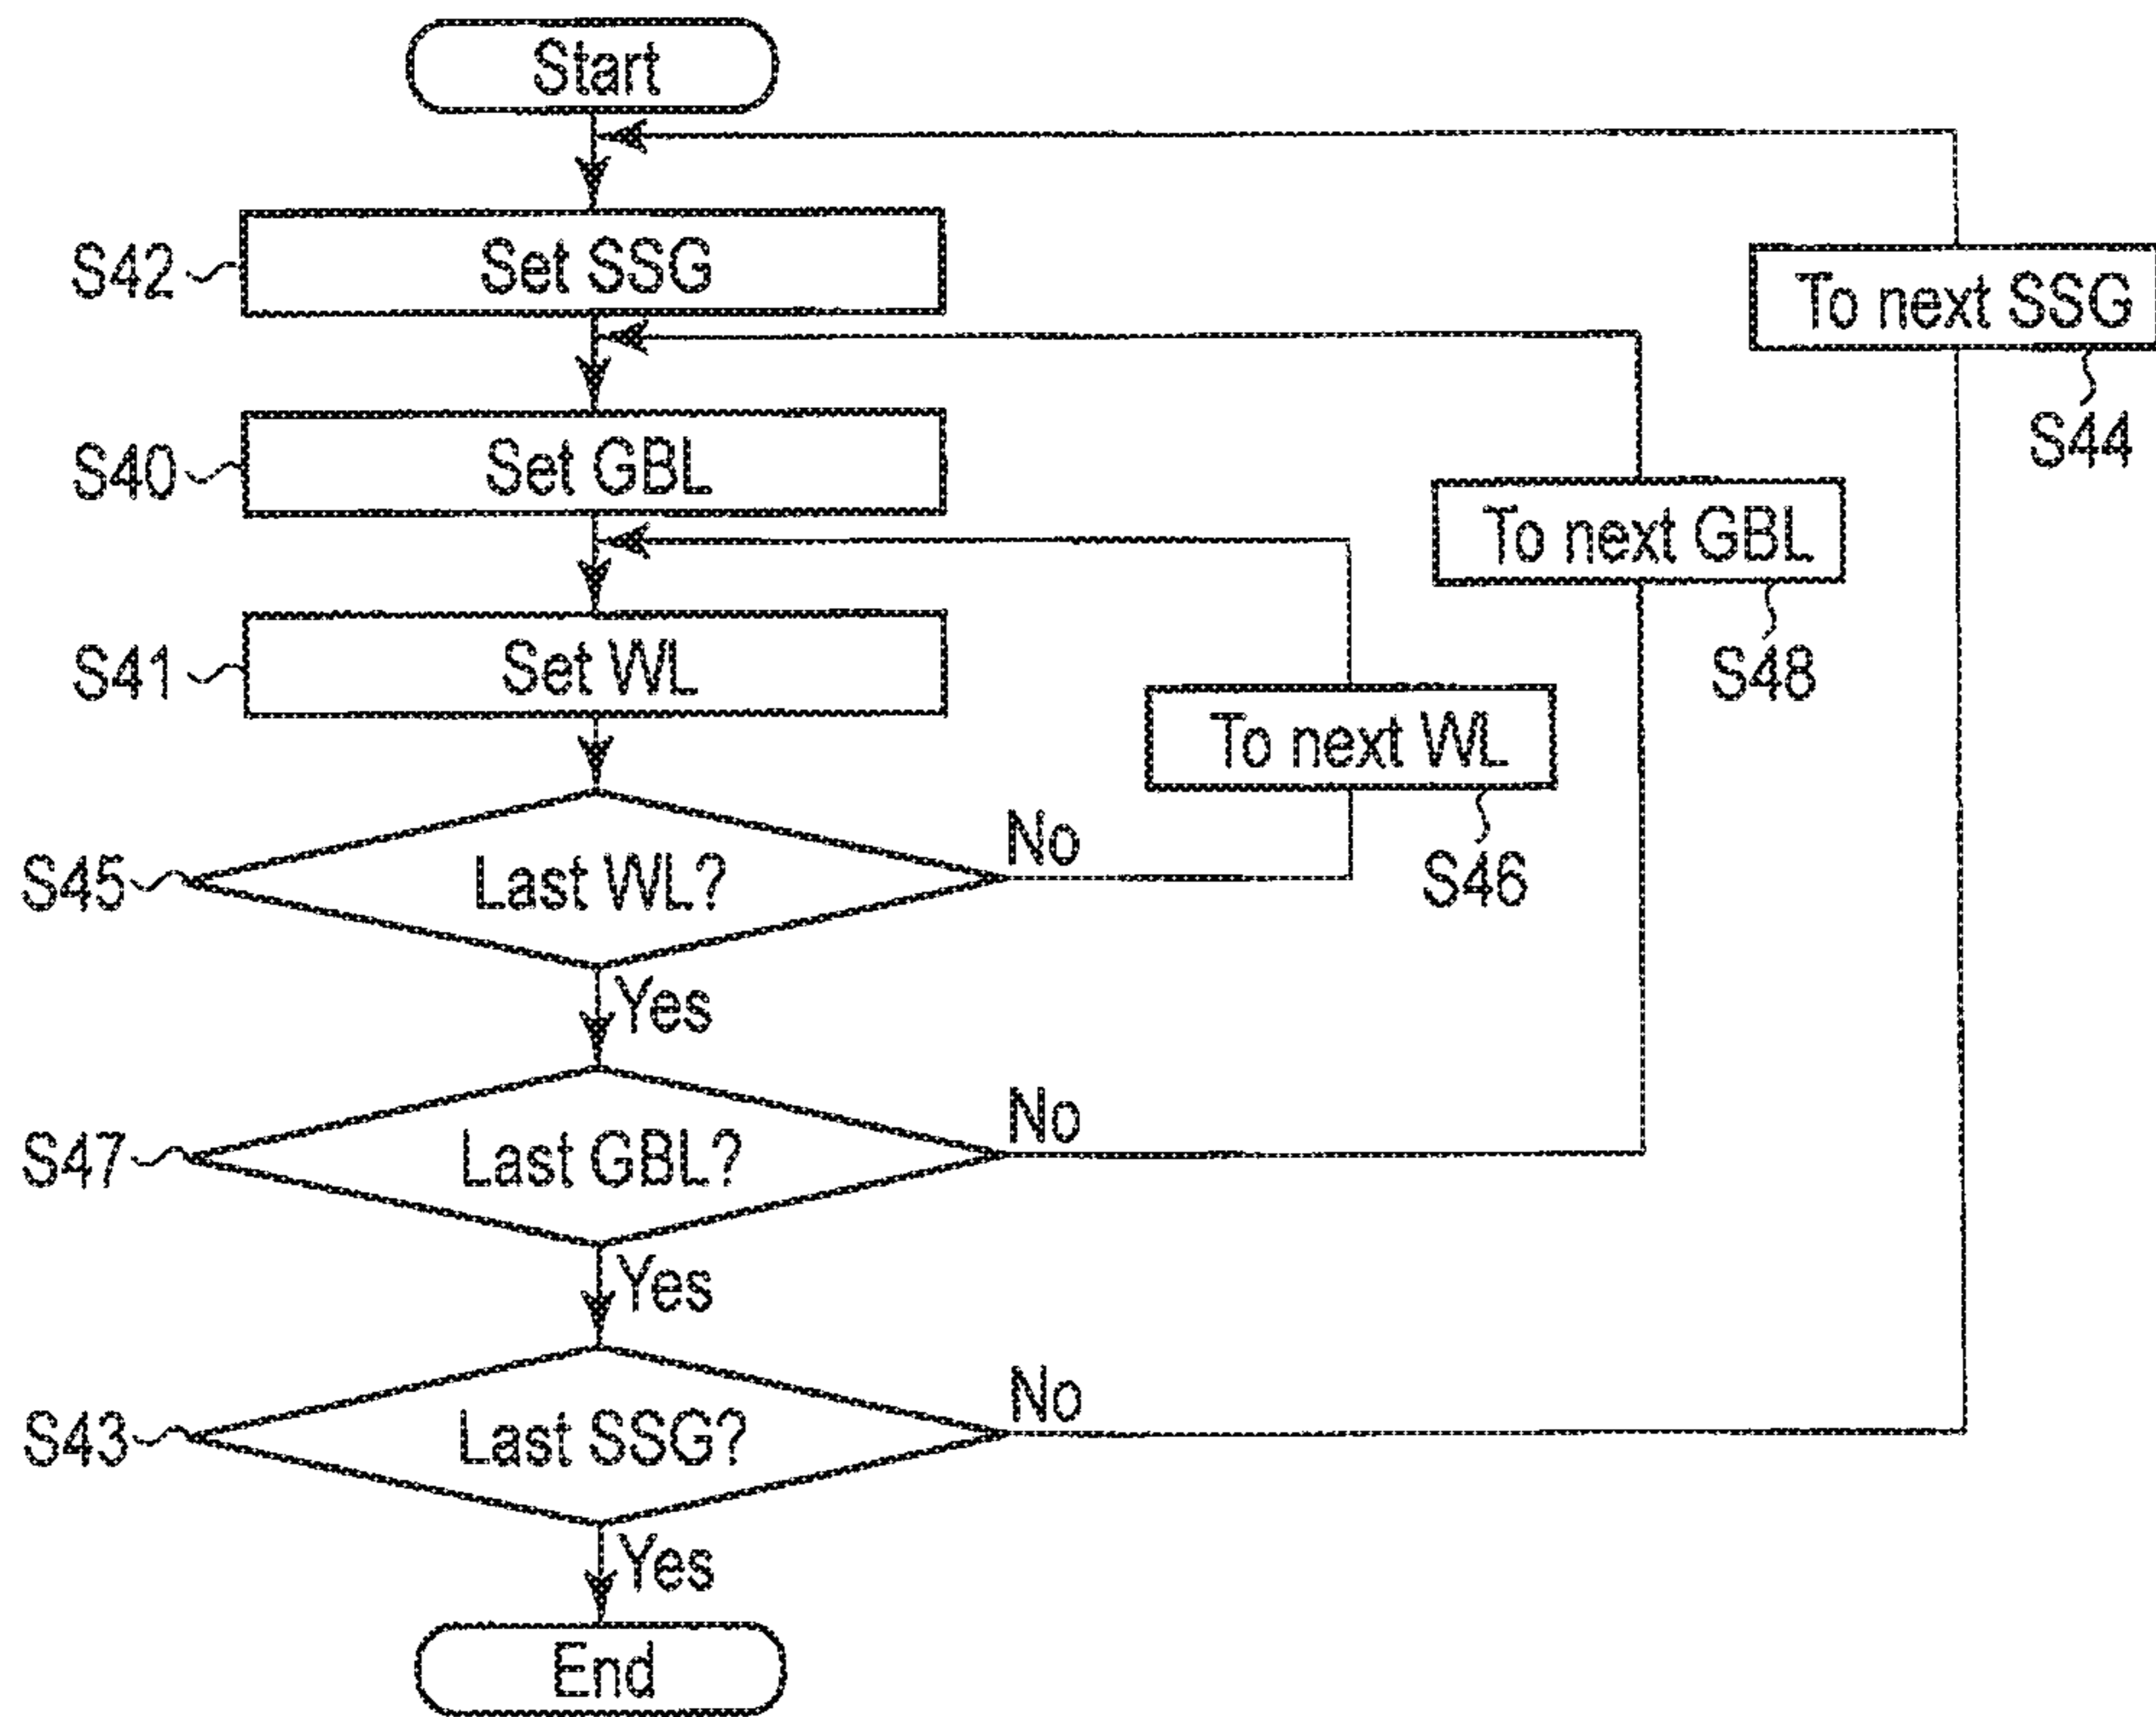 Start
S42
Set SSG
To next SSG
S44
S40
Set GBL
To next GBL
S48
S41
Set WL
To next WL
S46
S45
Last WL?
No
Yes
S47
Last GBL?
No
Yes
S43
Last SSG?
No
Yes
End